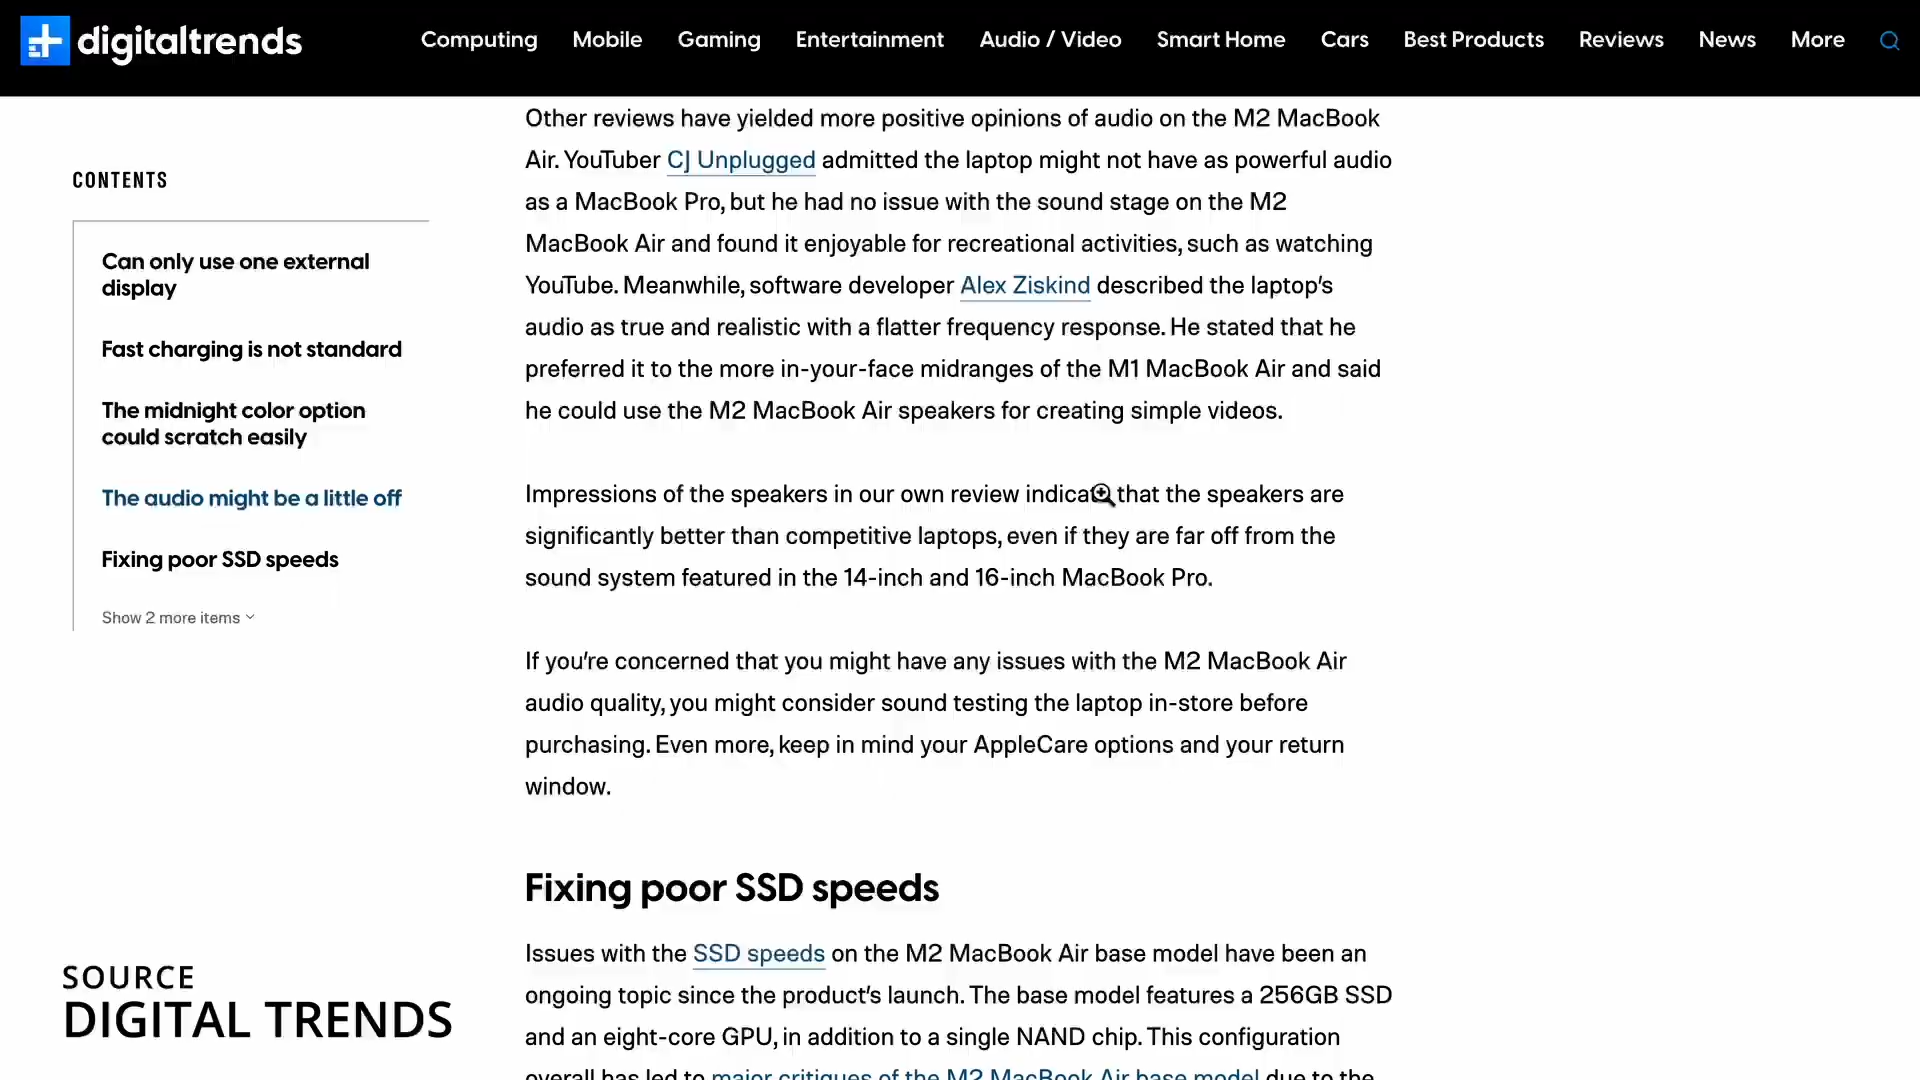 digitaltrends
Computing Mobile Gaming Entertainment Audio / Video Smart Home Cars Best Products Reviews News More
CONTENTS
Can only use one external
display
Fast charging is not standard
The midnight color option
could scratch easily
The audio might be a little off
Fixing poor SSD speeds
Show 2 more items
Other reviews have yielded more positive opinions of audio on the M2 MacBook
Air. YouTuber CJ Unplugged admitted the laptop might not have as powerful audio
as a MacBook Pro, but he had no issue with the sound stage on the M2
MacBook Air and found it enjoyable for recreational activities, such as watching
YouTube. Meanwhile, software developer Alex Ziskind described the laptop's
audio as true and realistic with a flatter frequency response. He stated that he
preferred it to the more in-your-face midranges of the M1 MacBook Air and said
he could use the M2 MacBook Air speakers for creating simple videos.
Impressions of the speakers in our own review that the speakers are
significantly better than competitive laptops, even if they are far off from the
sound system featured in the 14-inch and 16-inch MacBook Pro.
If you're concerned that you might have any issues with the M2 MacBook Air
audio quality, you might consider sound testing the laptop in-store before
purchasing. Even more, keep in mind your AppleCare options and your return
window.
Fixing poor SSD speeds
Issues with the SSD speeds on the M2 MacBook Air base model have been an
ongoing topic since the product's launch. The base model features a 256GB SSD
and an eight-core GPU, in addition to a single NAND chip. This configuration
overall has led to major critiques of the M2 MacBook Air base model due to the
SOURCE
DIGITAL TRENDS